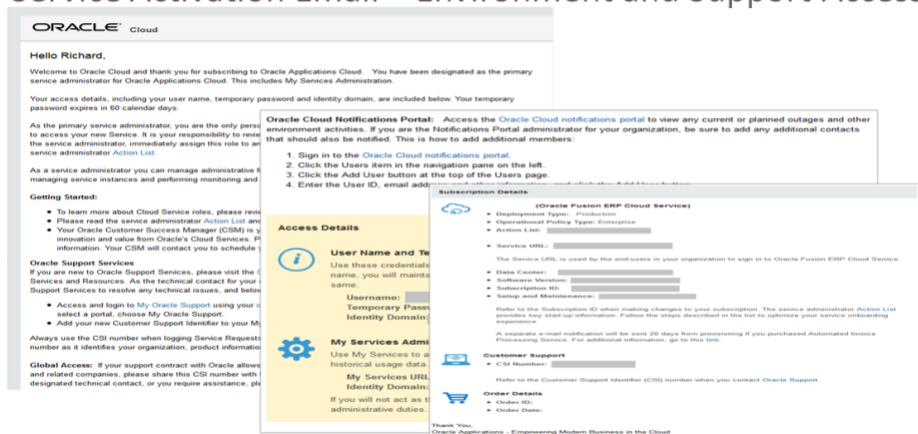 Service Activation Email – Environment and Support Access
ORACLE Cloud
Hello Richard,
Welcome to Oracle Cloud and thank you for subscribing to Oracle Applications Cloud. You have been designated as the primary
service administrator for Oracle Applications Cloud. This includes My Services Administration.
Your access details, including your user name, temporary password and identity domain, are included below. Your temporary
password expires in 60 calendar days.
As the primary service administrator, you are the only perso
to access your new Service. It is your responsibility to revie
the service administrator, immediately assign this role to an
service administrator Action List.
As a service administrator you can manage administrative f
managing service instances and performing monitoring and
Getting Started:
• To learn more about Cloud Service roles, please revie
• Please read the service administrator Action List and
• Your Oracle Customer Success Manager (CSM) is y
innovation and value from Oracle's Cloud Services. P
information. Your CSM will contact you to schedule
Oracle Support Services
If you are new to Oracle Support Services, please visit the
Services and Resources. As the technical contact for your
Support Services to resolve any technical issues, and below
• Access and login to My Oracle Support using your
select a portal, choose My Oracle Support.
• Add your new Customer Support Identifier to your My
Always use the CSI number when logging Service Requests
number as it identifies your organization, product informatio
Global Access: If your support contract with Oracle allows
and related companies, please share this CSI number with
designated technical contact, or you require assistance, ple
Oracle Cloud Notifications Portal: Access the Oracle Cloud notifications portal to view any current or planned outages and other
environment activities. If you are the Notifications Portal administrator for your organization, be sure to add any additional contacts
that should also be notified. This is how to add additional members:
1. Sign in to the Oracle Cloud notifications portal.
2. Click the Users item in the navigation pane on the left.
3. Click the Add User button at the top of the Users page.
4. Enter the User ID, email address and other information, and click the Add User button
Access Details
User Name and Te
Use these credentials
name, you will mainta
same.
Username:
Temporary Passw
Identity Domain:
My Services Admi
Use My Services to a
historical usage data.
My Services URL
Identity Domain:
If you will not act as t
administrative duties.
Subscription Details
(Oracle Fusion ERP Cloud Service)
• Deployment Type: Production
• Operational Policy Type: Enterprise
• Action List:
• Service URL:
The Service URL is used by the end-users in your organization to sign in to Oracle Fusion ERP Cloud Service.
• Data Center:
• Software Version:
• Subscription ID:
• Setup and Maintenance:
Refer to the Subscription ID when making changes to your subscription. The service administrator Action List
provides key start-up information. Follow the steps described in the list to optimize your service onboarding
experience.
A separate e-mail notification will be sent 20 days from provisioning if you purchased Automated Invoice
Processing Service. For additional information, go to this link.
Customer Support
• CSI Number:
Refer to the Customer Support Identifier (CSI) number when you contact Oracle Support.
Order Details
• Order ID:
• Order Date:
Thank You,
Oracle Applications - Empowering Modern Business in the Cloud